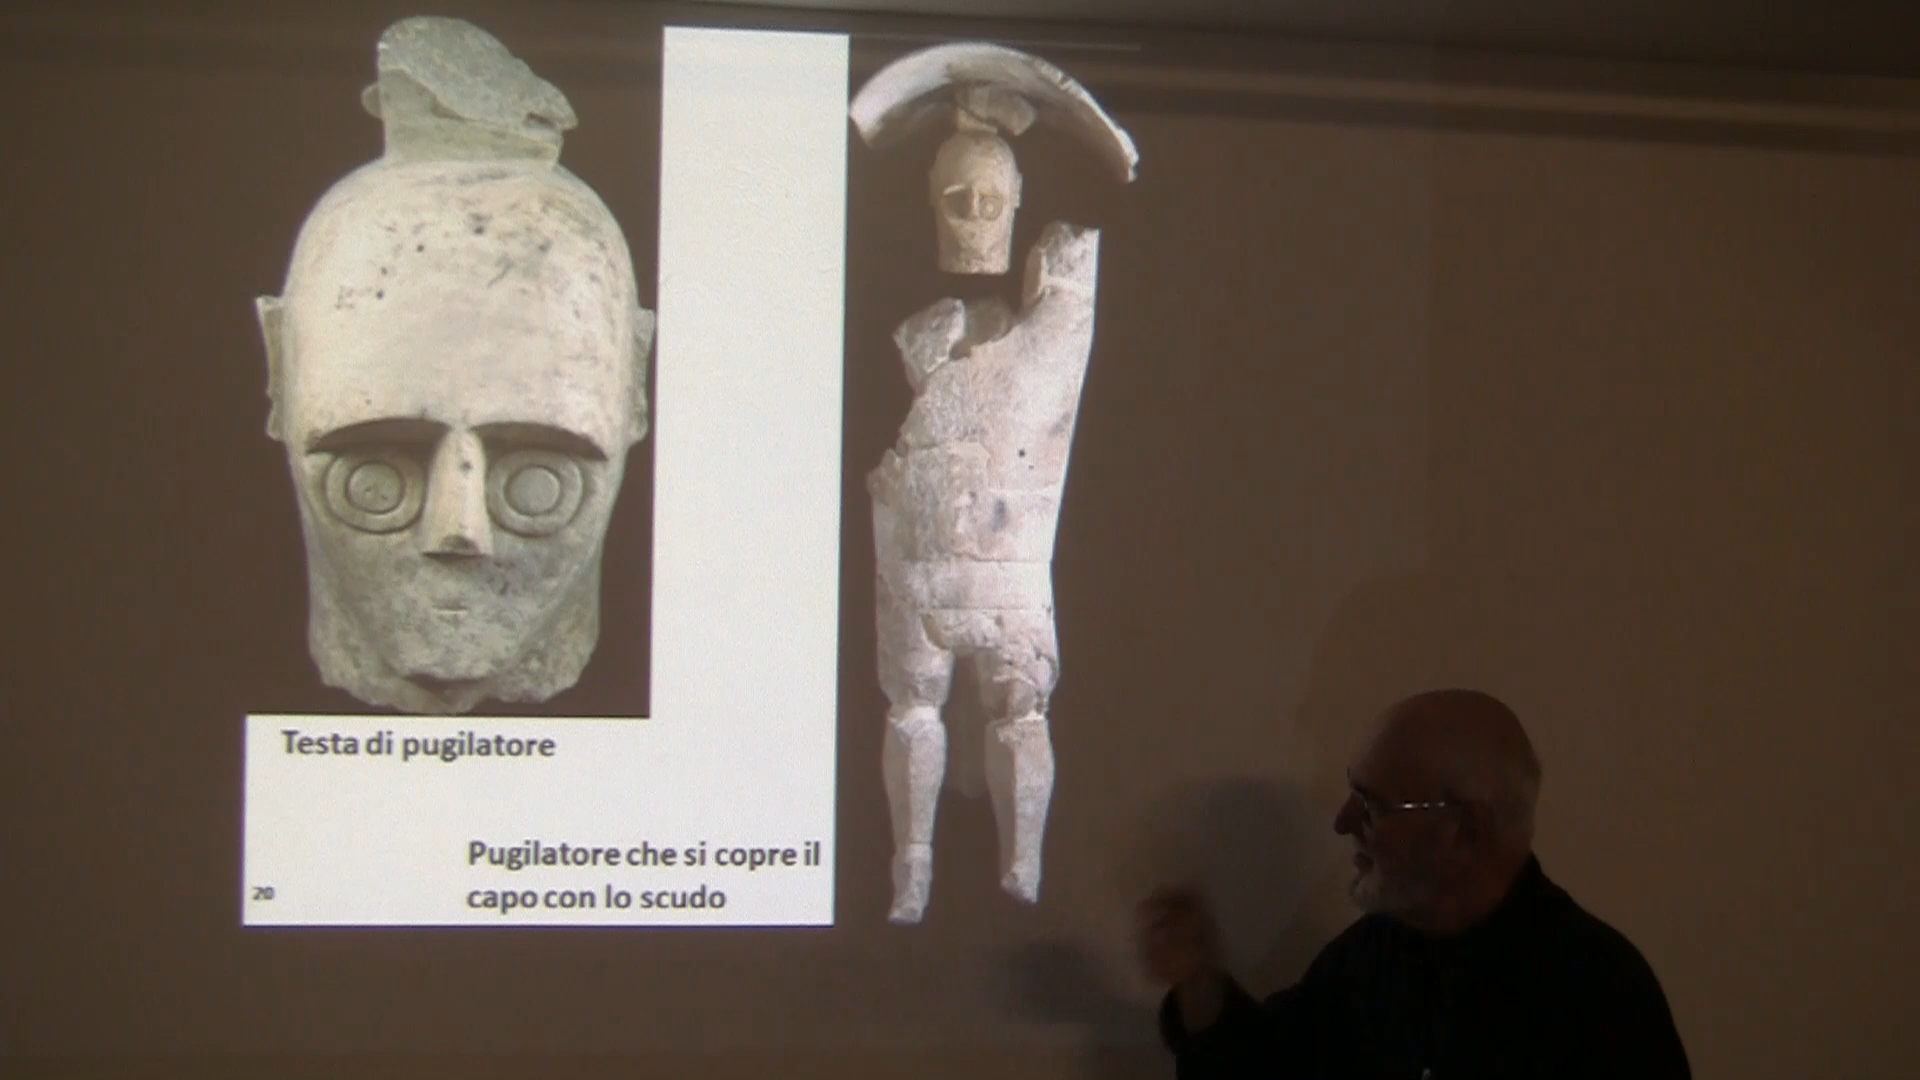 Testa di pugilatore
Pugilatore che si copre il
capo con lo scudo
20